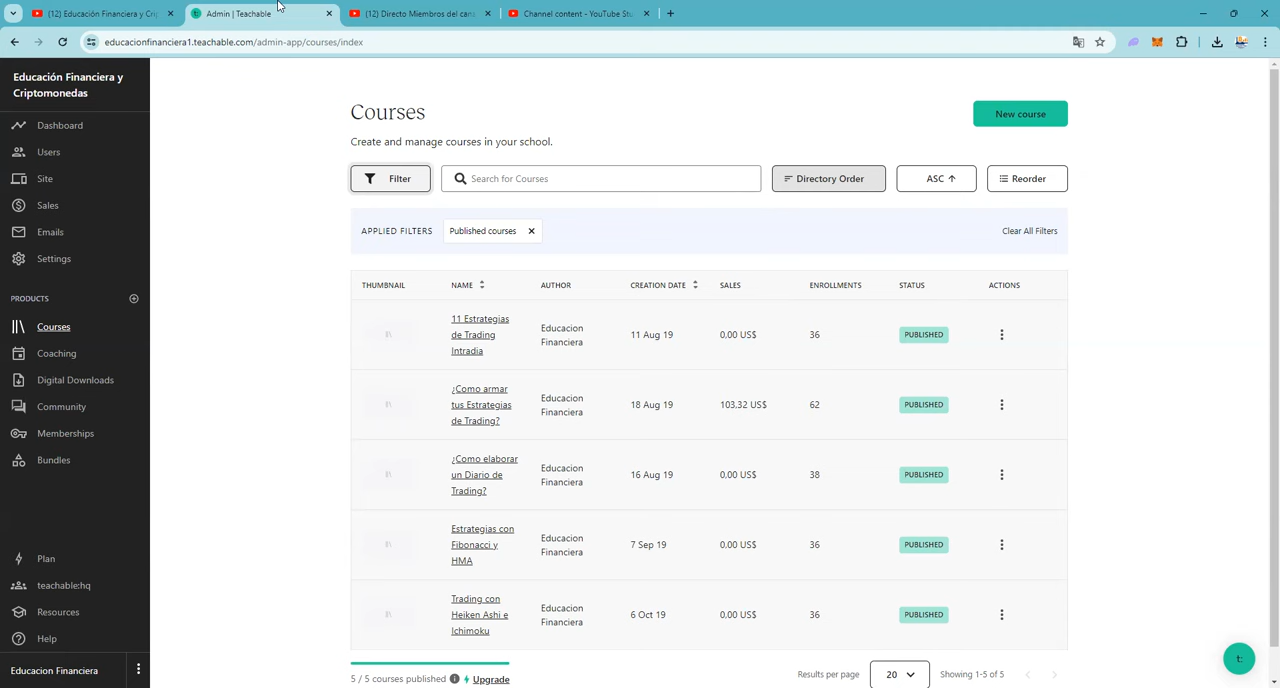 (12) Educación Financiera y Crip
Admin | Teachable
(12) Directo Miembros del cana
Channel content - YouTube Stu
educacionfinanciera1.teachable.com/admin-app/courses/index
Educación Financiera y
Criptomonedas
Dashboard
Users
Site
Sales
Emails
Settings
PRODUCTS
Courses
Coaching
Digital Downloads
Community
Memberships
Bundles
Plan
teachable:hq
Resources
Help
Educacion Financiera
Courses
New course
Create and manage courses in your school.
Filter
Search for Courses
Directory Order
ASC ↑
Reorder
APPLIED FILTERS
Published courses ×
Clear All Filters
THUMBNAIL NAME AUTHOR CREATION DATE SALES ENROLLMENTS STATUS ACTIONS
11 Estrategias
de Trading
Intradia
Educacion
Financiera
11 Aug 19
0,00 US$
36
PUBLISHED
¿Como armar
tus Estrategias
de Trading?
Educacion
Financiera
18 Aug 19
103,32 US$
62
PUBLISHED
¿Como elaborar
un Diario de
Trading?
Educacion
Financiera
16 Aug 19
0,00 US$
38
PUBLISHED
Estrategias con
Fibonacci y
HMA
Educacion
Financiera
7 Sep 19
0,00 US$
36
PUBLISHED
Trading con
Heiken Ashi e
Ichimoku
Educacion
Financiera
6 Oct 19
0,00 US$
36
PUBLISHED
5 / 5 courses published
Upgrade
Results per page
20
Showing 1-5 of 5
t: